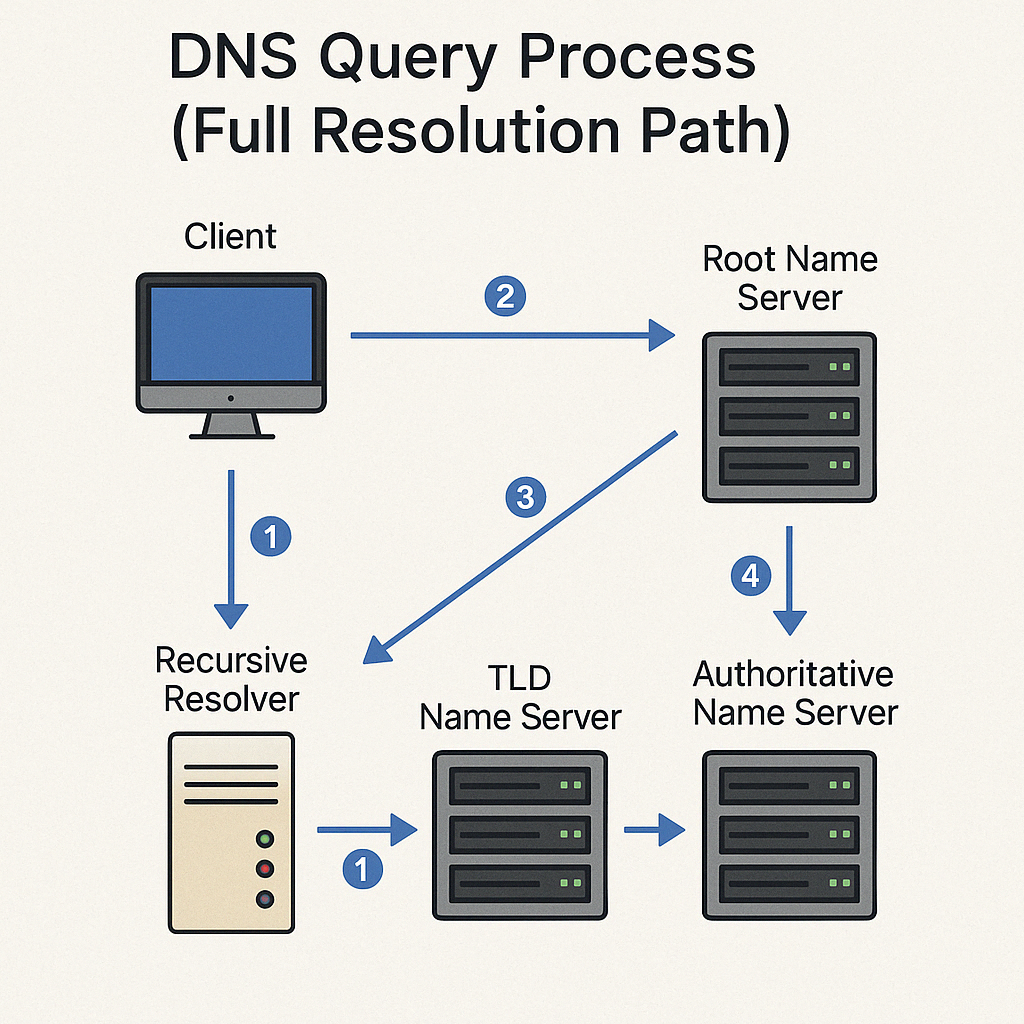 DNS Query Process
(Full Resolution Path)
Client
2
Root Name
Server
3
1
4
Recursive
Resolver
TLD
Name Server
Authoritative
Name Server
1